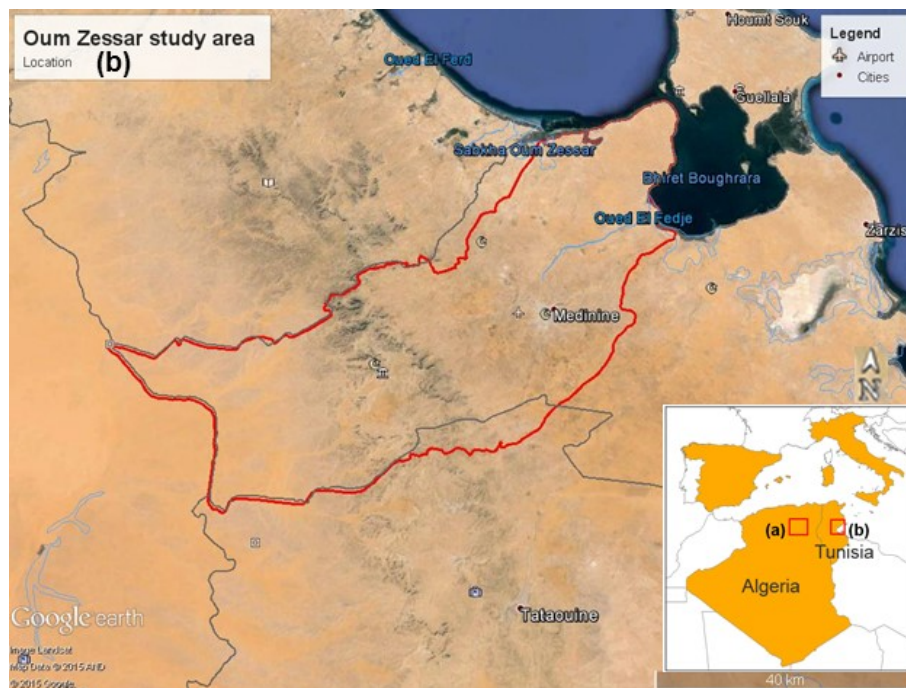 Oum Zessar study area
Location (b)
Houmt Souk
Legend
Airport
Cities
Oued El Ferd
Guellala
Sabkha Oum Zessar
Bhiret Boughrara
Oued El Fedje
Zarzis
Medinine
N
(a)
(b)
Tunisia
Algeria
Tataouine
Google earth
Image Landsat
Map Data © 2015 AND
© 2015 Google
40 km